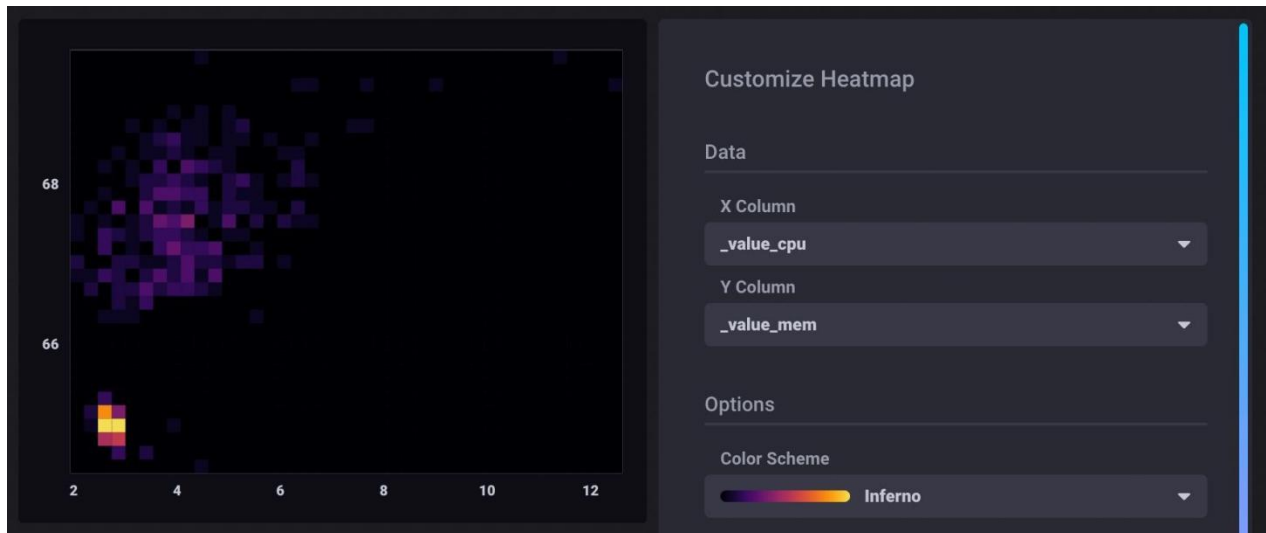 68
66
2 4 6 8 10 12
Customize Heatmap
Data
X Column
_value_cpu
Y Column
_value_mem
Options
Color Scheme
Inferno